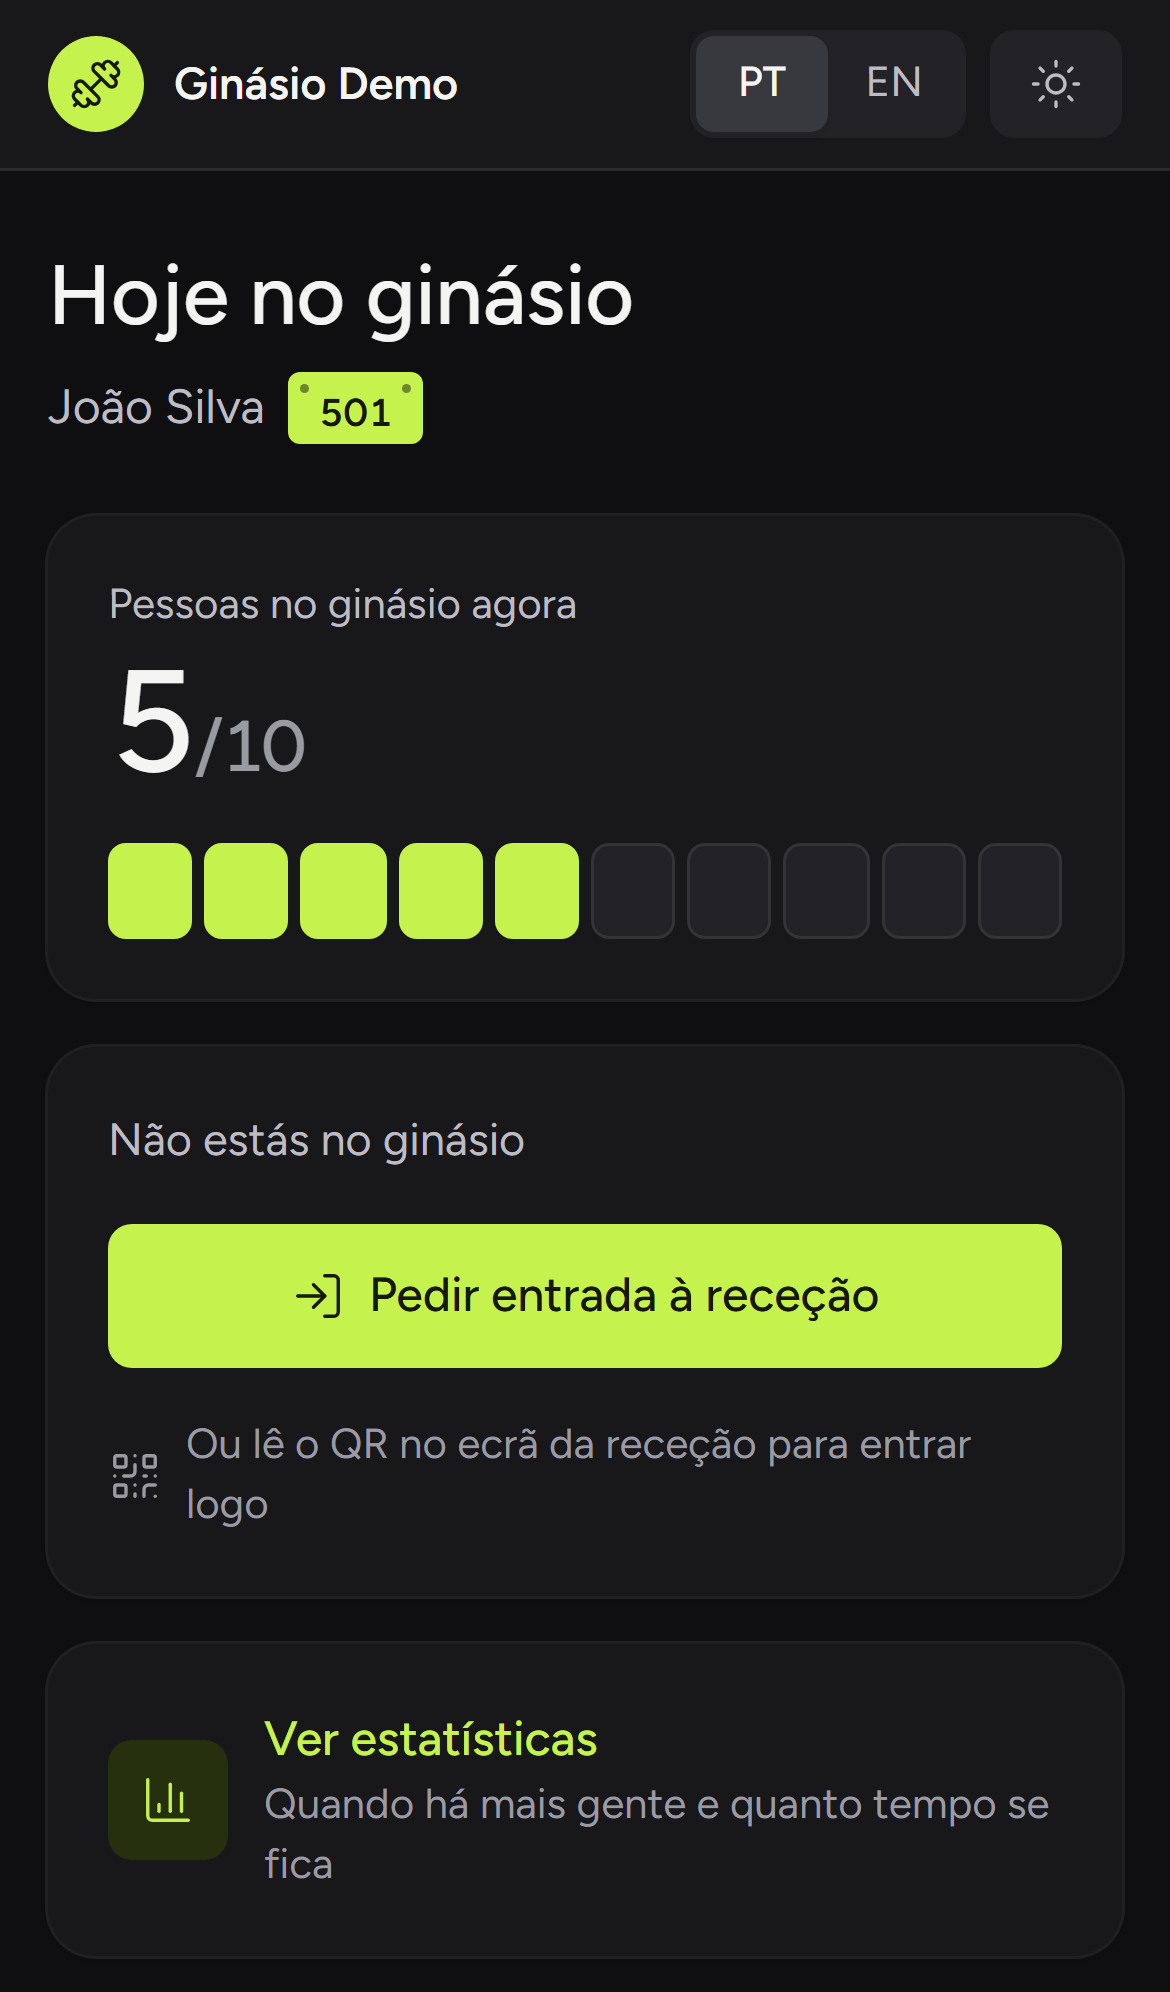 Ginásio Demo
PT
EN
Hoje no ginásio
João Silva
501
Pessoas no ginásio agora
5/10
Não estás no ginásio
Pedir entrada à receção
Ou lê o QR no ecrã da receção para entrar
logo
Ver estatísticas
Quando há mais gente e quanto tempo se
fica